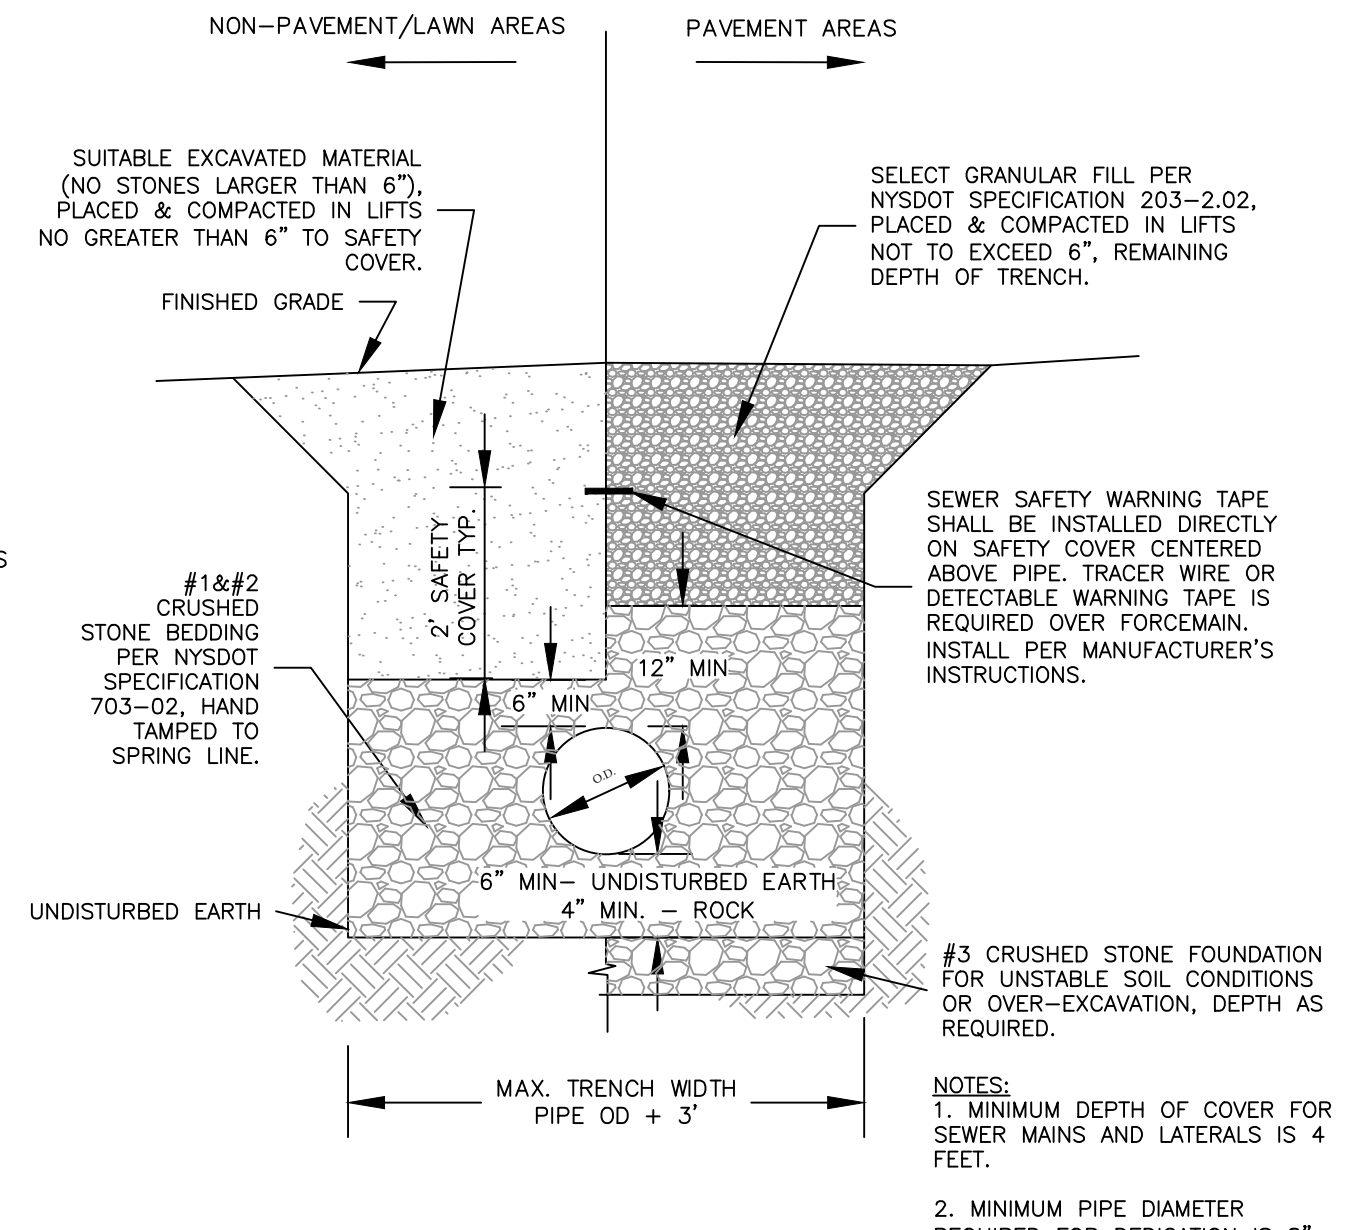 NON-PAVEMENT/LAWN AREAS
PAVEMENT AREAS
SUITABLE EXCAVATED MATERIAL
(NO STONES LARGER THAN 6"),
PLACED & COMPACTED IN LIFTS
NO GREATER THAN 6" TO SAFETY
COVER.
SELECT GRANULAR FILL PER
NYSDOT SPECIFICATION 203-2.02,
PLACED & COMPACTED IN LIFTS
NOT TO EXCEED 6", REMAINING
DEPTH OF TRENCH.
FINISHED GRADE
2' SAFETY
COVER TYP.
SEWER SAFETY WARNING TAPE
SHALL BE INSTALLED DIRECTLY
ON SAFETY COVER CENTERED
ABOVE PIPE. TRACER WIRE OR
DETECTABLE WARNING TAPE IS
REQUIRED OVER FORCEMAIN.
INSTALL PER MANUFACTURER'S
INSTRUCTIONS.
S
#1&#2
CRUSHED
STONE BEDDING
PER NYSDOT
SPECIFICATION
703-02, HAND
TAMPED TO
SPRING LINE.
12" MIN
6" MIN
O.D.
6" MIN- UNDISTURBED EARTH
4" MIN. - ROCK
UNDISTURBED EARTH
#3 CRUSHED STONE FOUNDATION
FOR UNSTABLE SOIL CONDITIONS
OR OVER-EXCAVATION, DEPTH AS
REQUIRED.
MAX. TRENCH WIDTH
PIPE OD + 3'
NOTES:
1. MINIMUM DEPTH OF COVER FOR
SEWER MAINS AND LATERALS IS 4
FEET.
2. MINIMUM PIPE DIAMETER